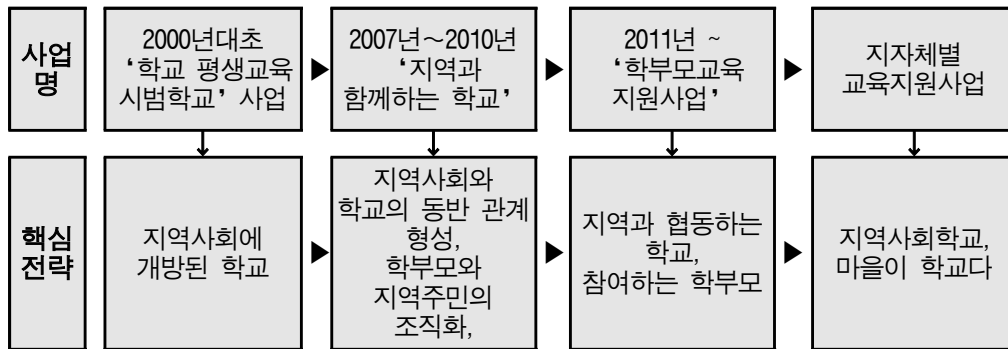 사업
명
2000년대초
‘학교 평생교육
시범학교’ 사업
2007년～2010년
‘지역과
함께하는 학교’
2011년 ~
‘학부모교육
지원사업’
지자체별
교육지원사업
핵심
전략
지역사회에
개방된 학교
지역사회와
학교의 동반 관계
형성,
학부모와
지역주민의
조직화,
지역과 협동하는
학교,
참여하는 학부모
지역사회학교,
마을이 학교다